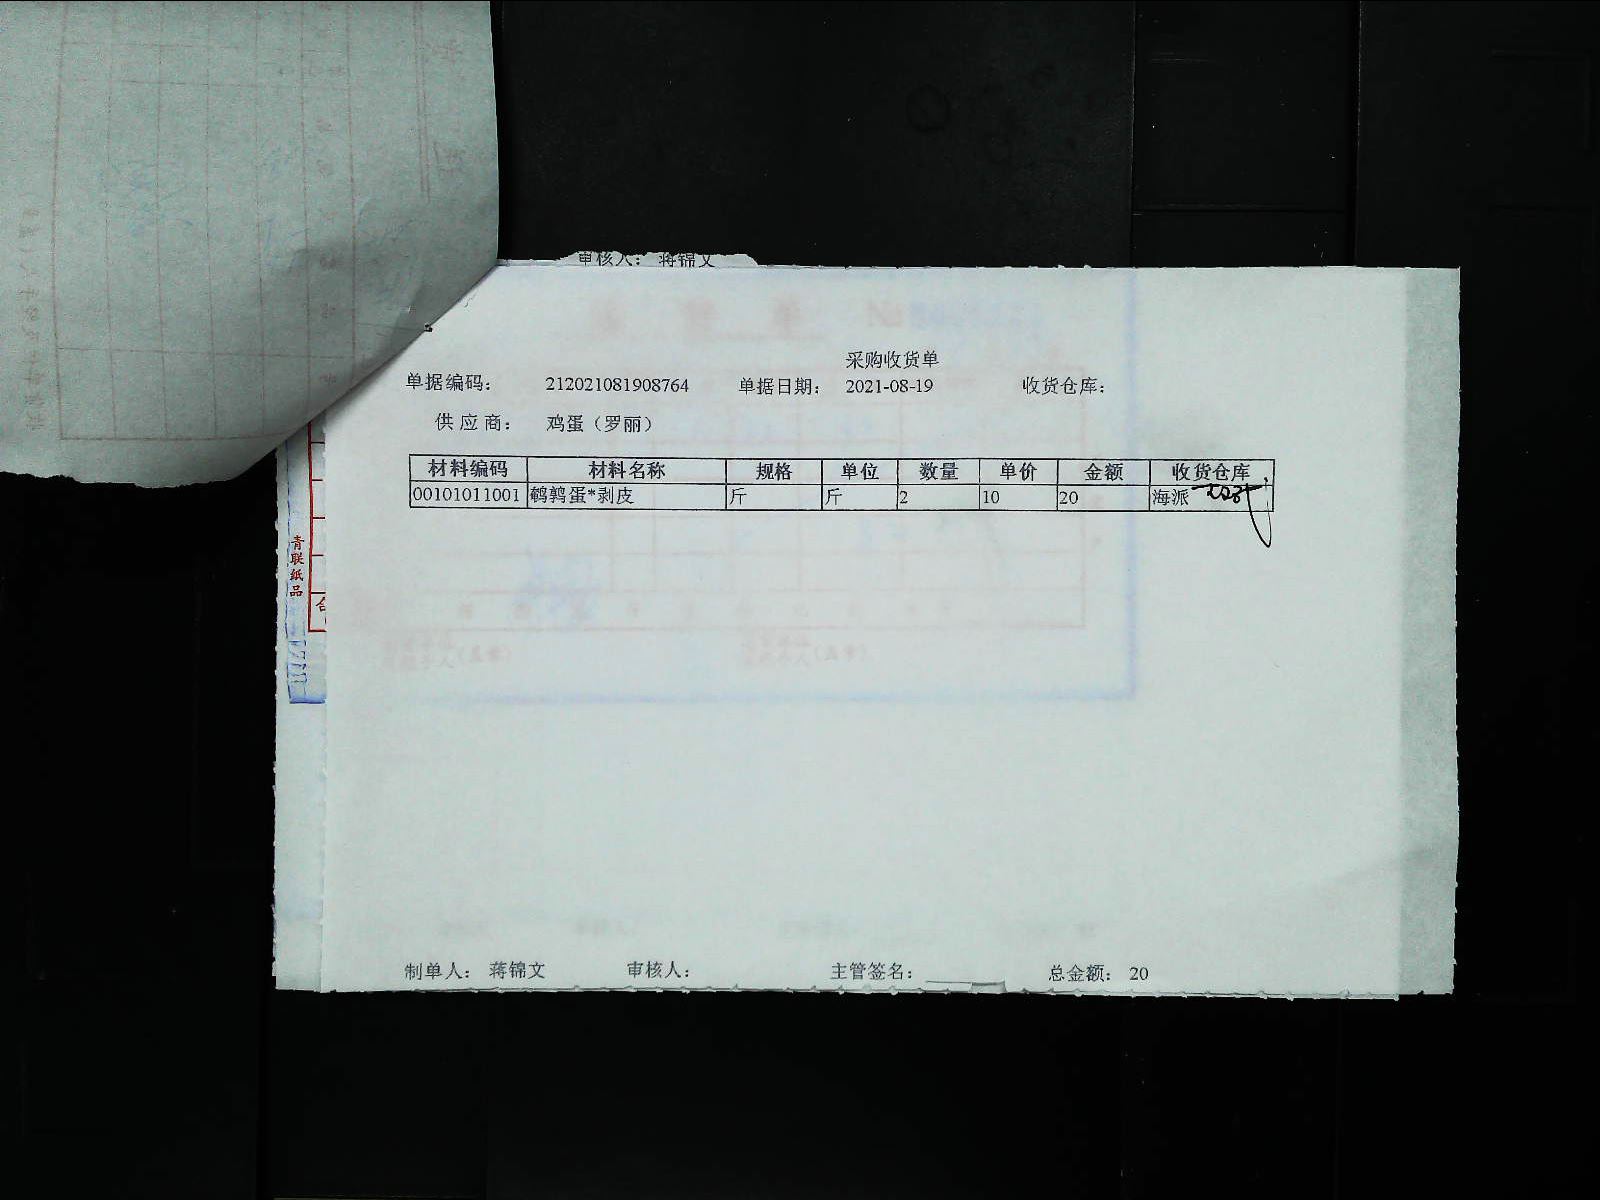 审核人： 蒋锦文
采购收货单
单据编码： 212021081908764 单据日期： 2021-08-19 收货仓库：
供应商： 鸡蛋（罗丽）
材料编码 材料名称 规格 单位 数量 单价 金额 收货仓库
00101011001 鹌鹑蛋*剥皮 斤 斤 2 10 20 海派
青联纸品
合
制单人： 蒋锦文 审核人： 主管签名： 总金额： 20